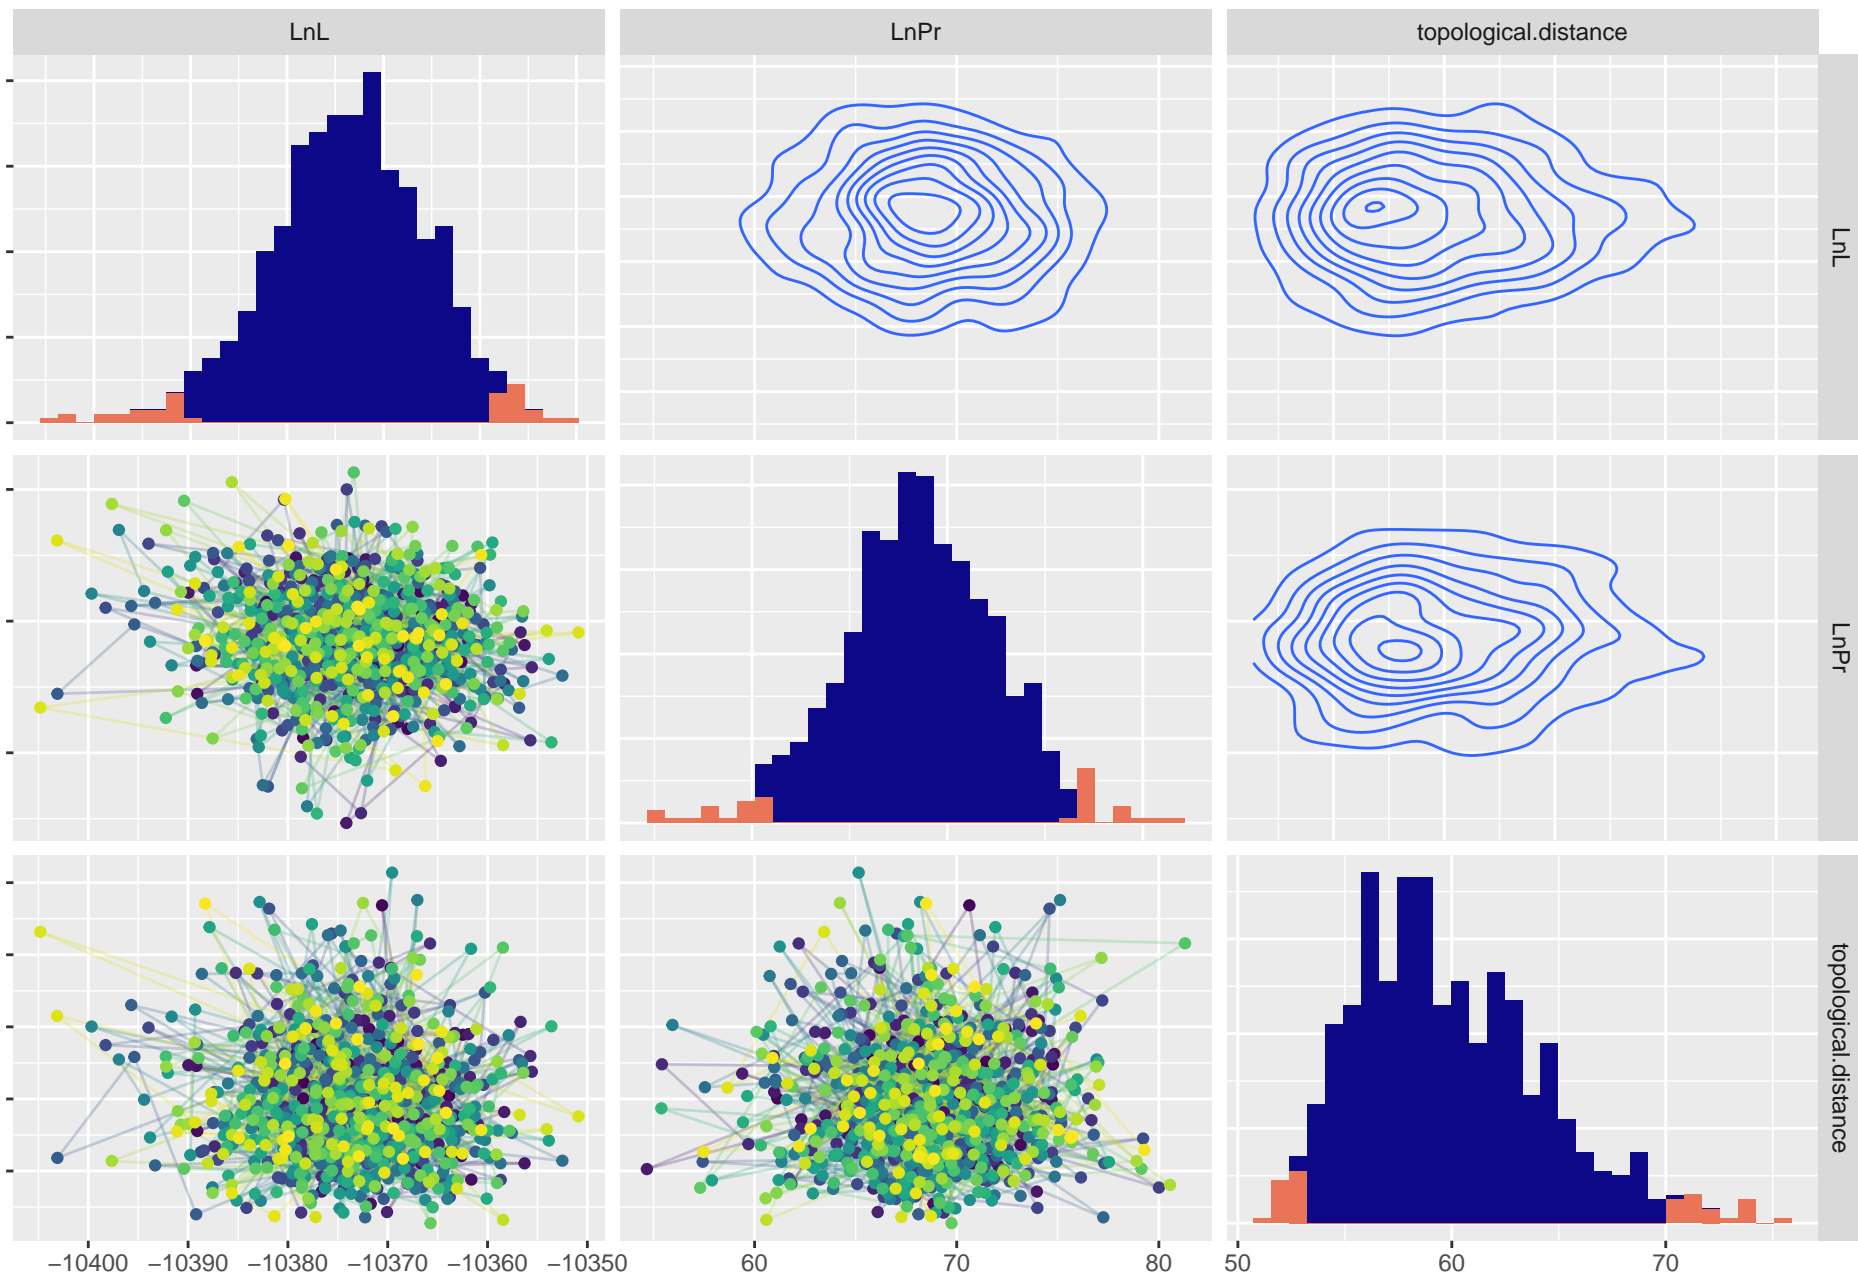 LnL LnPr topological.distance
LnL
LnPr
topological.distance
−10400 −10390 −10380 −10370 −10360 −10350 60 70 80 50 60 70